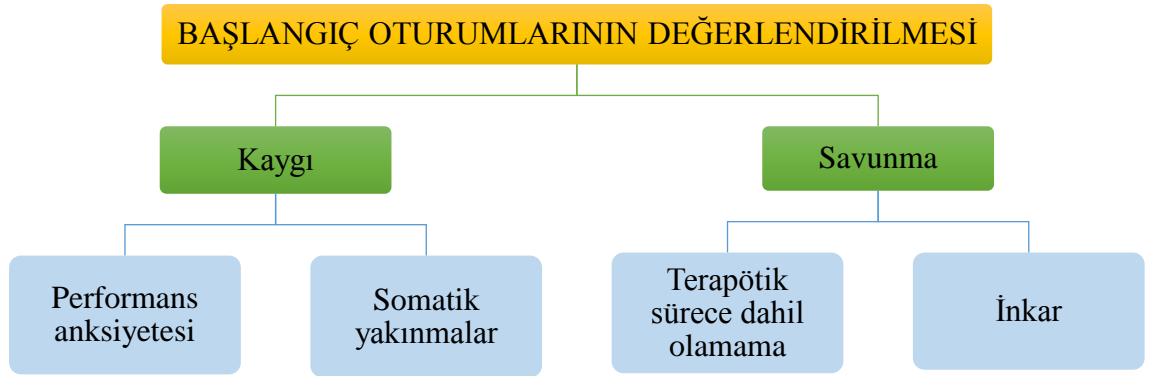 BAŞLANGIÇ OTURUMLARININ DEĞERLENDİRİLMESİ
Kaygı
Savunma
Performans
anksiyetesi
Somatik
yakınmalar
Terapötik
sürece dahil
olamama
İnkar